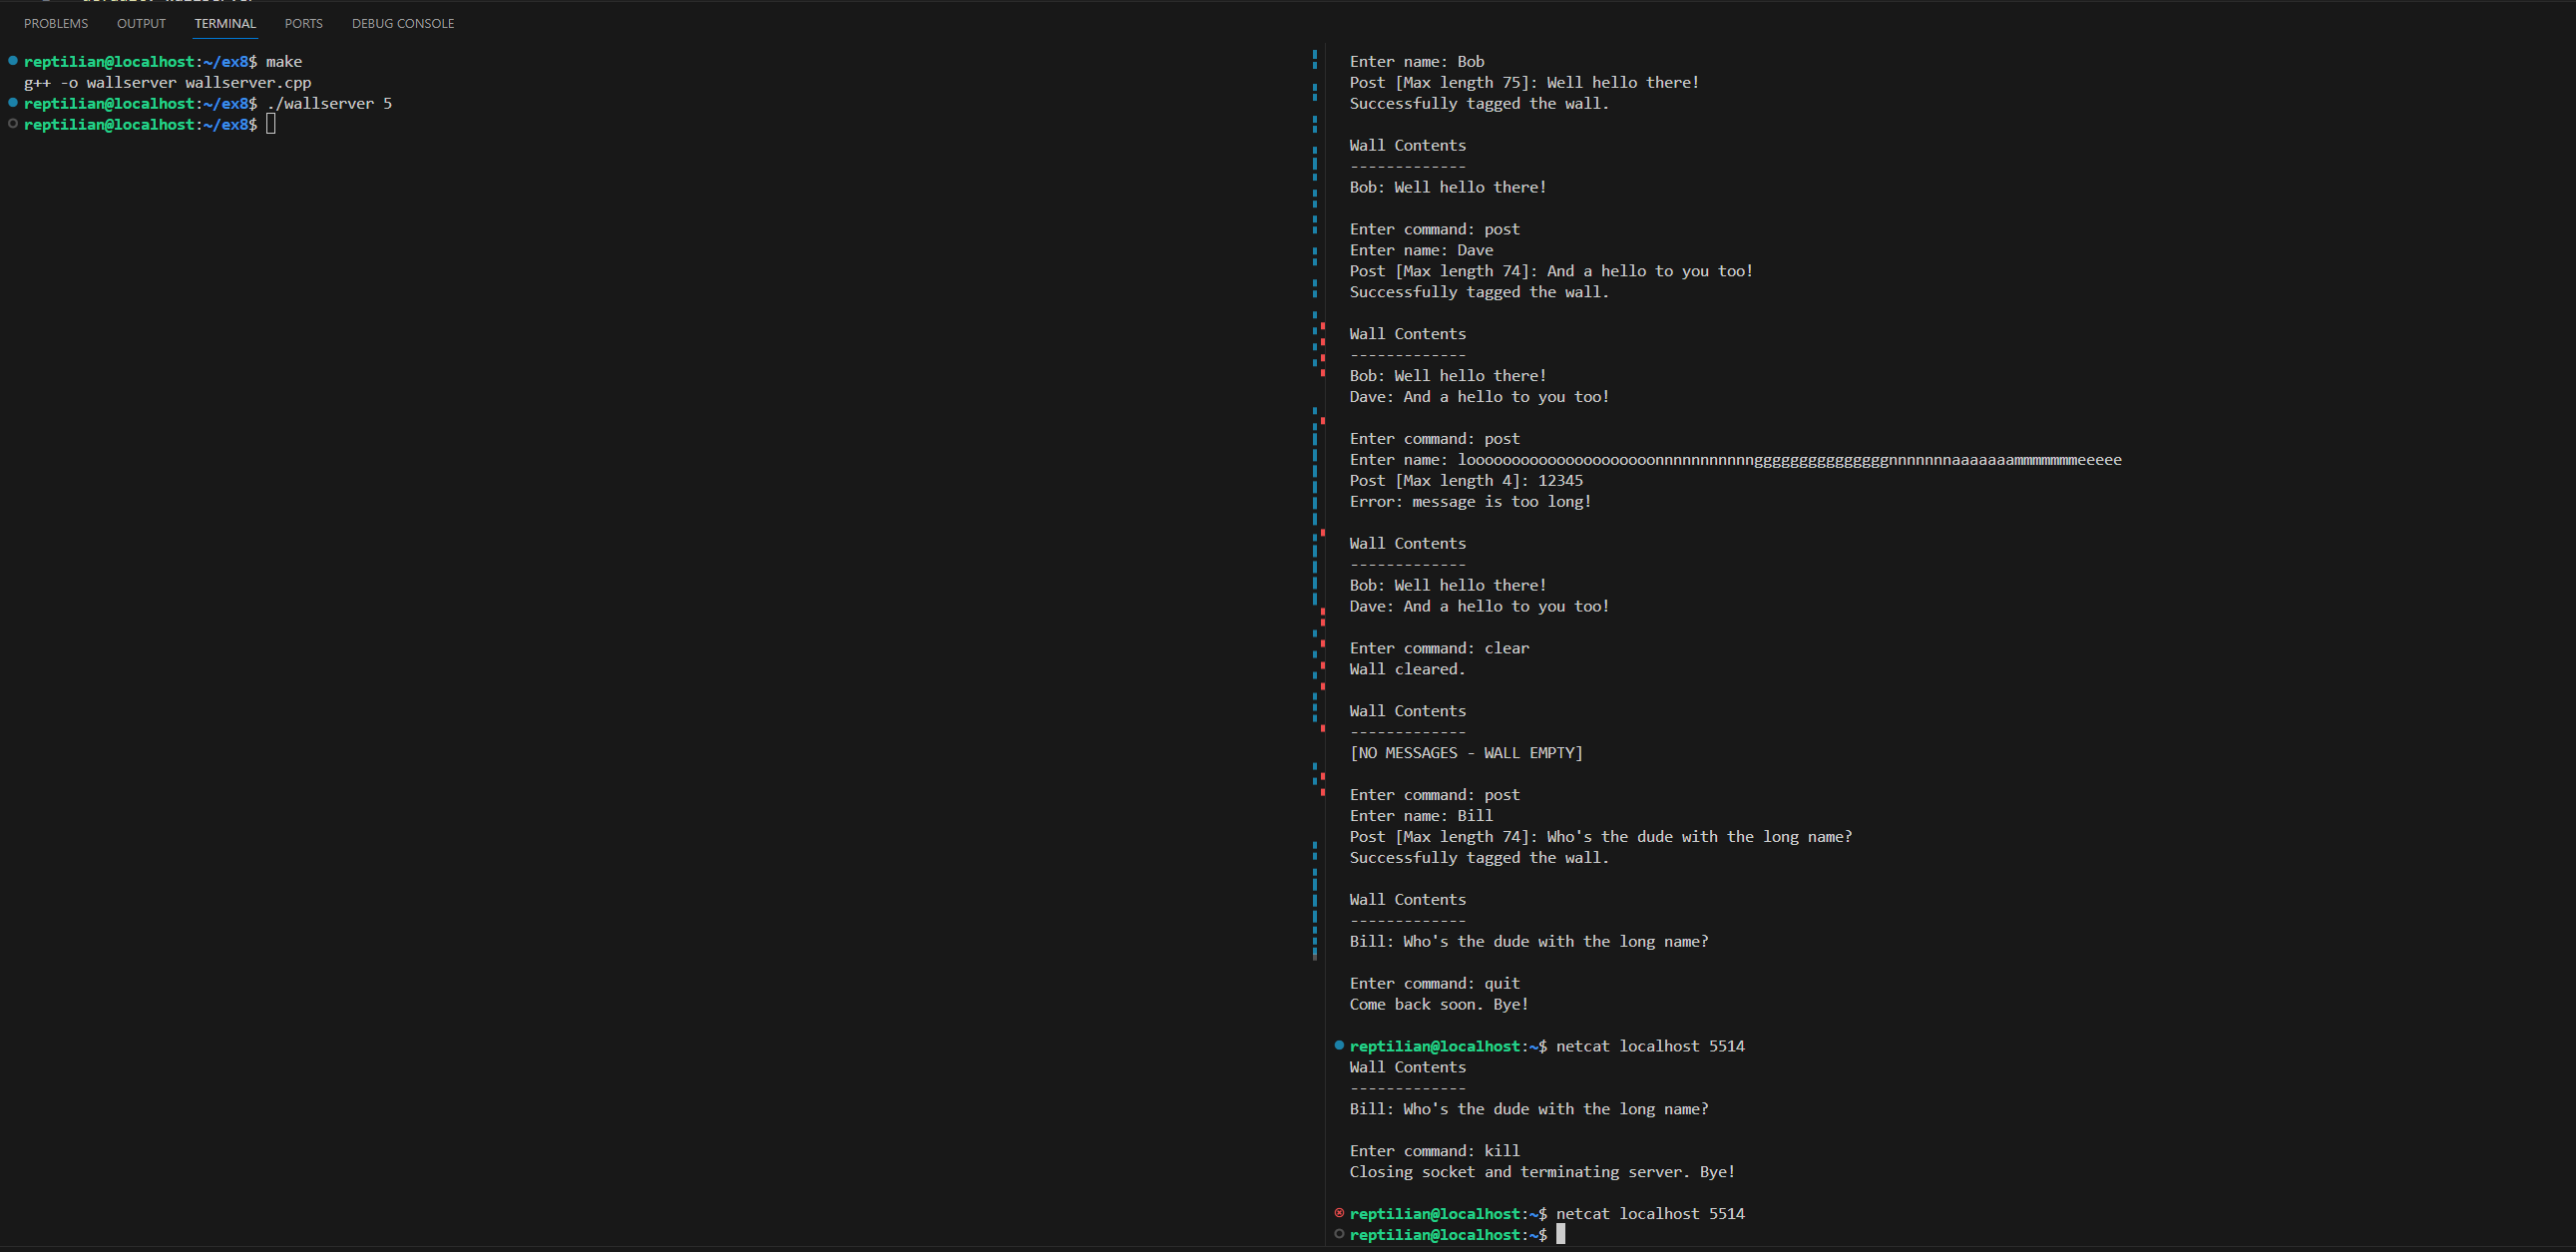 PROBLEMS OUTPUT TERMINAL PORTS DEBUG CONSOLE
reptilian@localhost:~/ex8$ make
g++ -o wallserver wallserver.cpp
reptilian@localhost:~/ex8$ ./wallserver 5
reptilian@localhost:~/ex8$
Enter name: Bob
Post [Max length 75]: Well hello there!
Successfully tagged the wall.
Wall Contents
-------------
Bob: Well hello there!
Enter command: post
Enter name: Dave
Post [Max length 74]: And a hello to you too!
Successfully tagged the wall.
Wall Contents
-------------
Bob: Well hello there!
Dave: And a hello to you too!
Enter command: post
Enter name: looooooooooooooooooooonnnnnnnnnnngggggggggggggggnnnnnnnaaaaaaammmmmmmeeeee
Post [Max length 4]: 12345
Error: message is too long!
Wall Contents
-------------
Bob: Well hello there!
Dave: And a hello to you too!
Enter command: clear
Wall cleared.
Wall Contents
-------------
[NO MESSAGES - WALL EMPTY]
Enter command: post
Enter name: Bill
Post [Max length 74]: Who's the dude with the long name?
Successfully tagged the wall.
Wall Contents
-------------
Bill: Who's the dude with the long name?
Enter command: quit
Come back soon. Bye!
reptilian@localhost:~$ netcat localhost 5514
Wall Contents
-------------
Bill: Who's the dude with the long name?
Enter command: kill
Closing socket and terminating server. Bye!
reptilian@localhost:~$ netcat localhost 5514
reptilian@localhost:~$